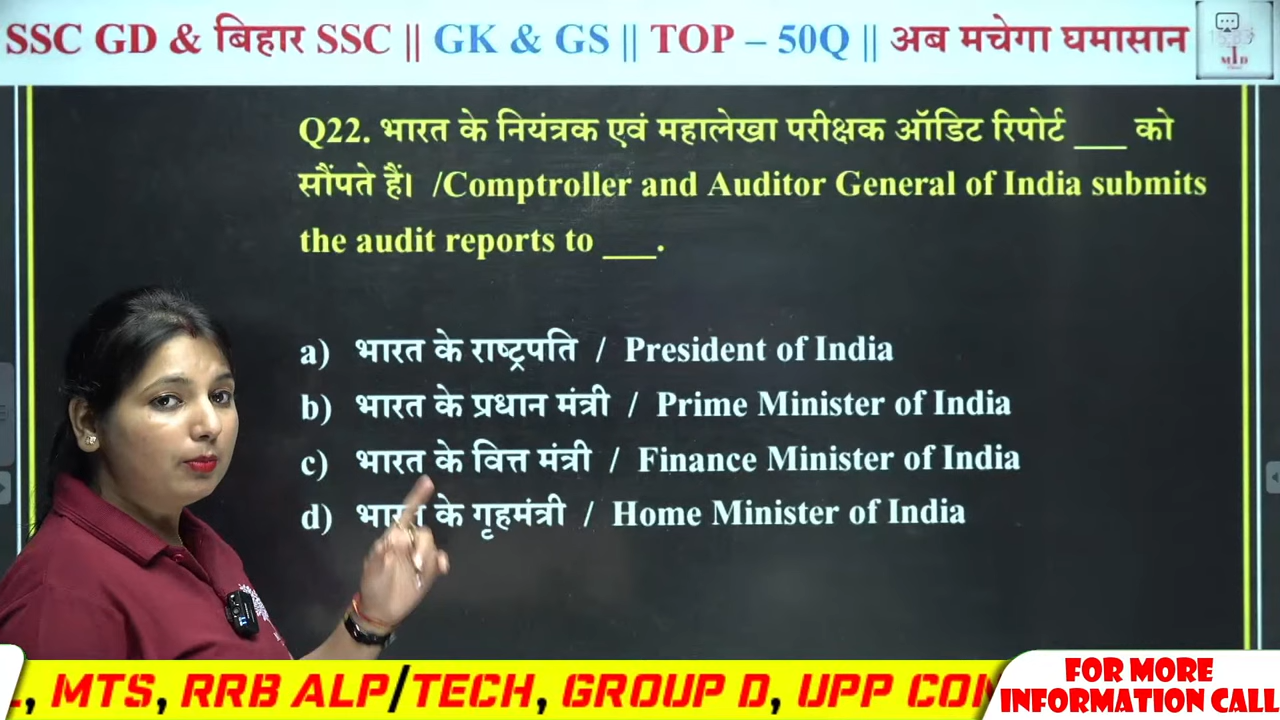 SSC GD & बिहार SSC || GK & GS || TOP – 50Q || अब मचेगा घमासान
Q22. भारत के नियंत्रक एवं महालेखा परीक्षक ऑडिट रिपोर्ट ___ को
सौंपते हैं। /Comptroller and Auditor General of India submits
the audit reports to ___.
a) भारत के राष्ट्रपति / President of India
b) भारत के प्रधान मंत्री / Prime Minister of India
c) भारत के वित्त मंत्री / Finance Minister of India
d) भारत के गृहमंत्री / Home Minister of India
, MTS, RRB ALP/TECH, GROUP D, UPP
FOR MORE
INFORMATION CALL